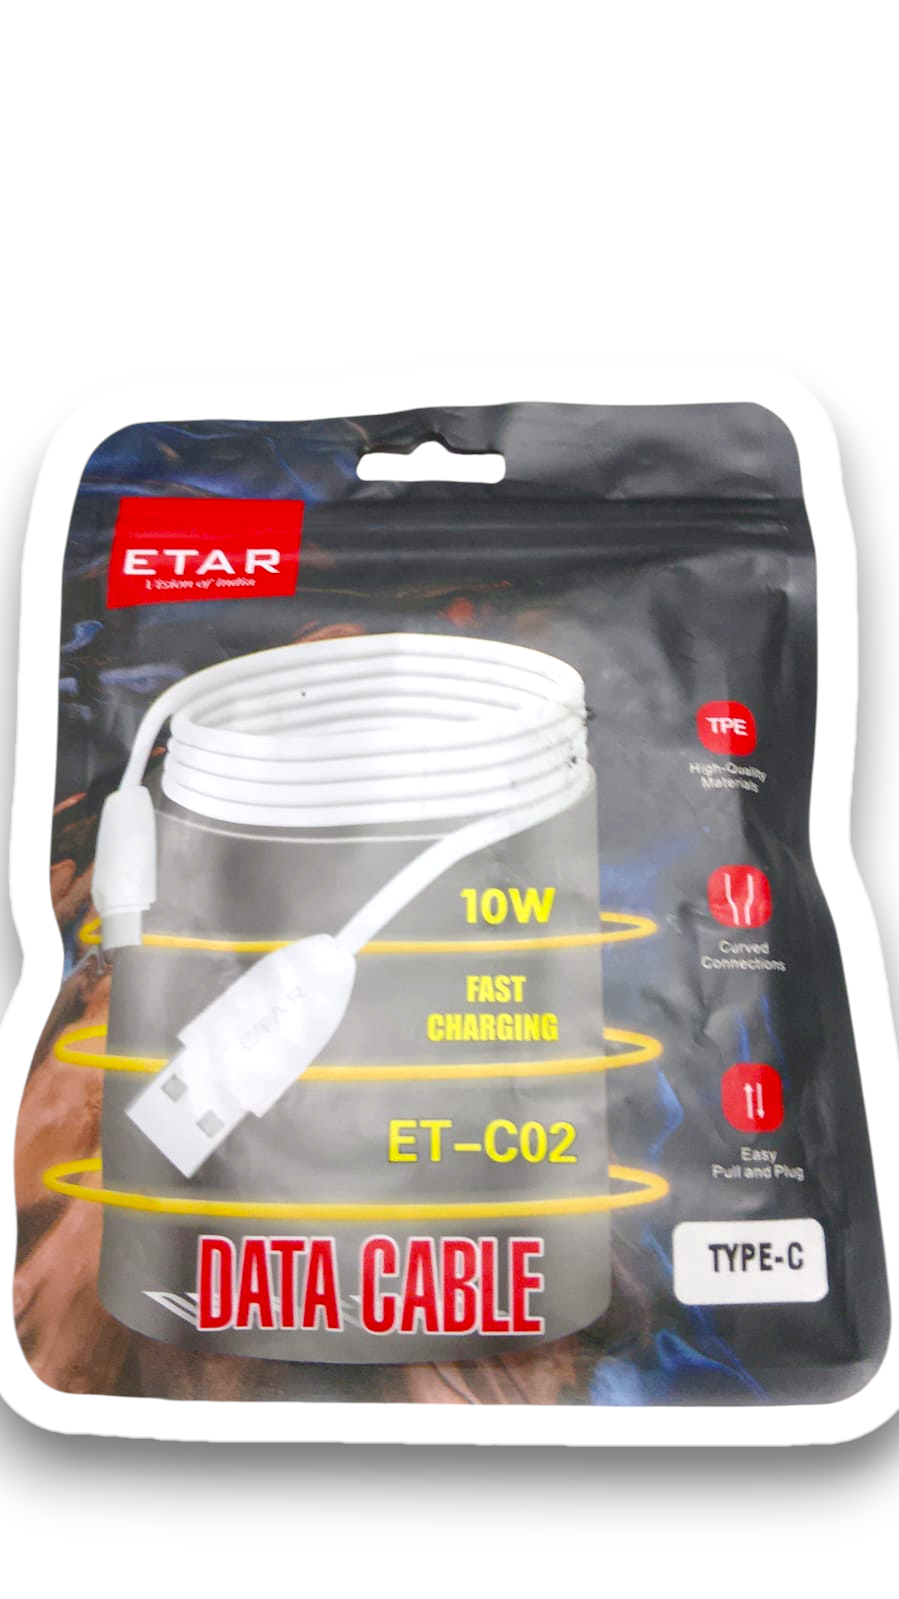 ETAR
Vision of India
TPE
High-Quality
Materials
10W
FAST
CHARGING
ETAR
Curved
Connections
ET-C02
Easy
Pull and Plug
TYPE-C
DATA CABLE